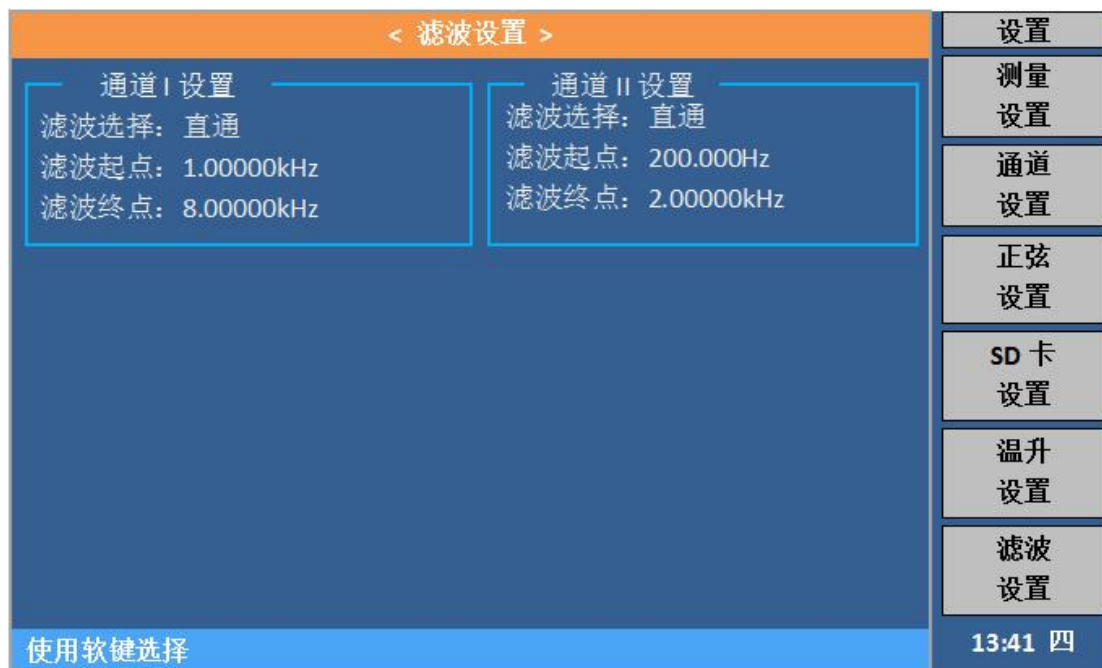 < 滤波设置 >
通道 I 设置
滤波选择：直通
滤波起点：1.00000kHz
滤波终点：8.00000kHz
通道 II 设置
滤波选择：直通
滤波起点：200.000Hz
滤波终点：2.00000kHz
使用软键选择
设置
测量
设置
通道
设置
正弦
设置
SD 卡
设置
温升
设置
滤波
设置
13:41 四